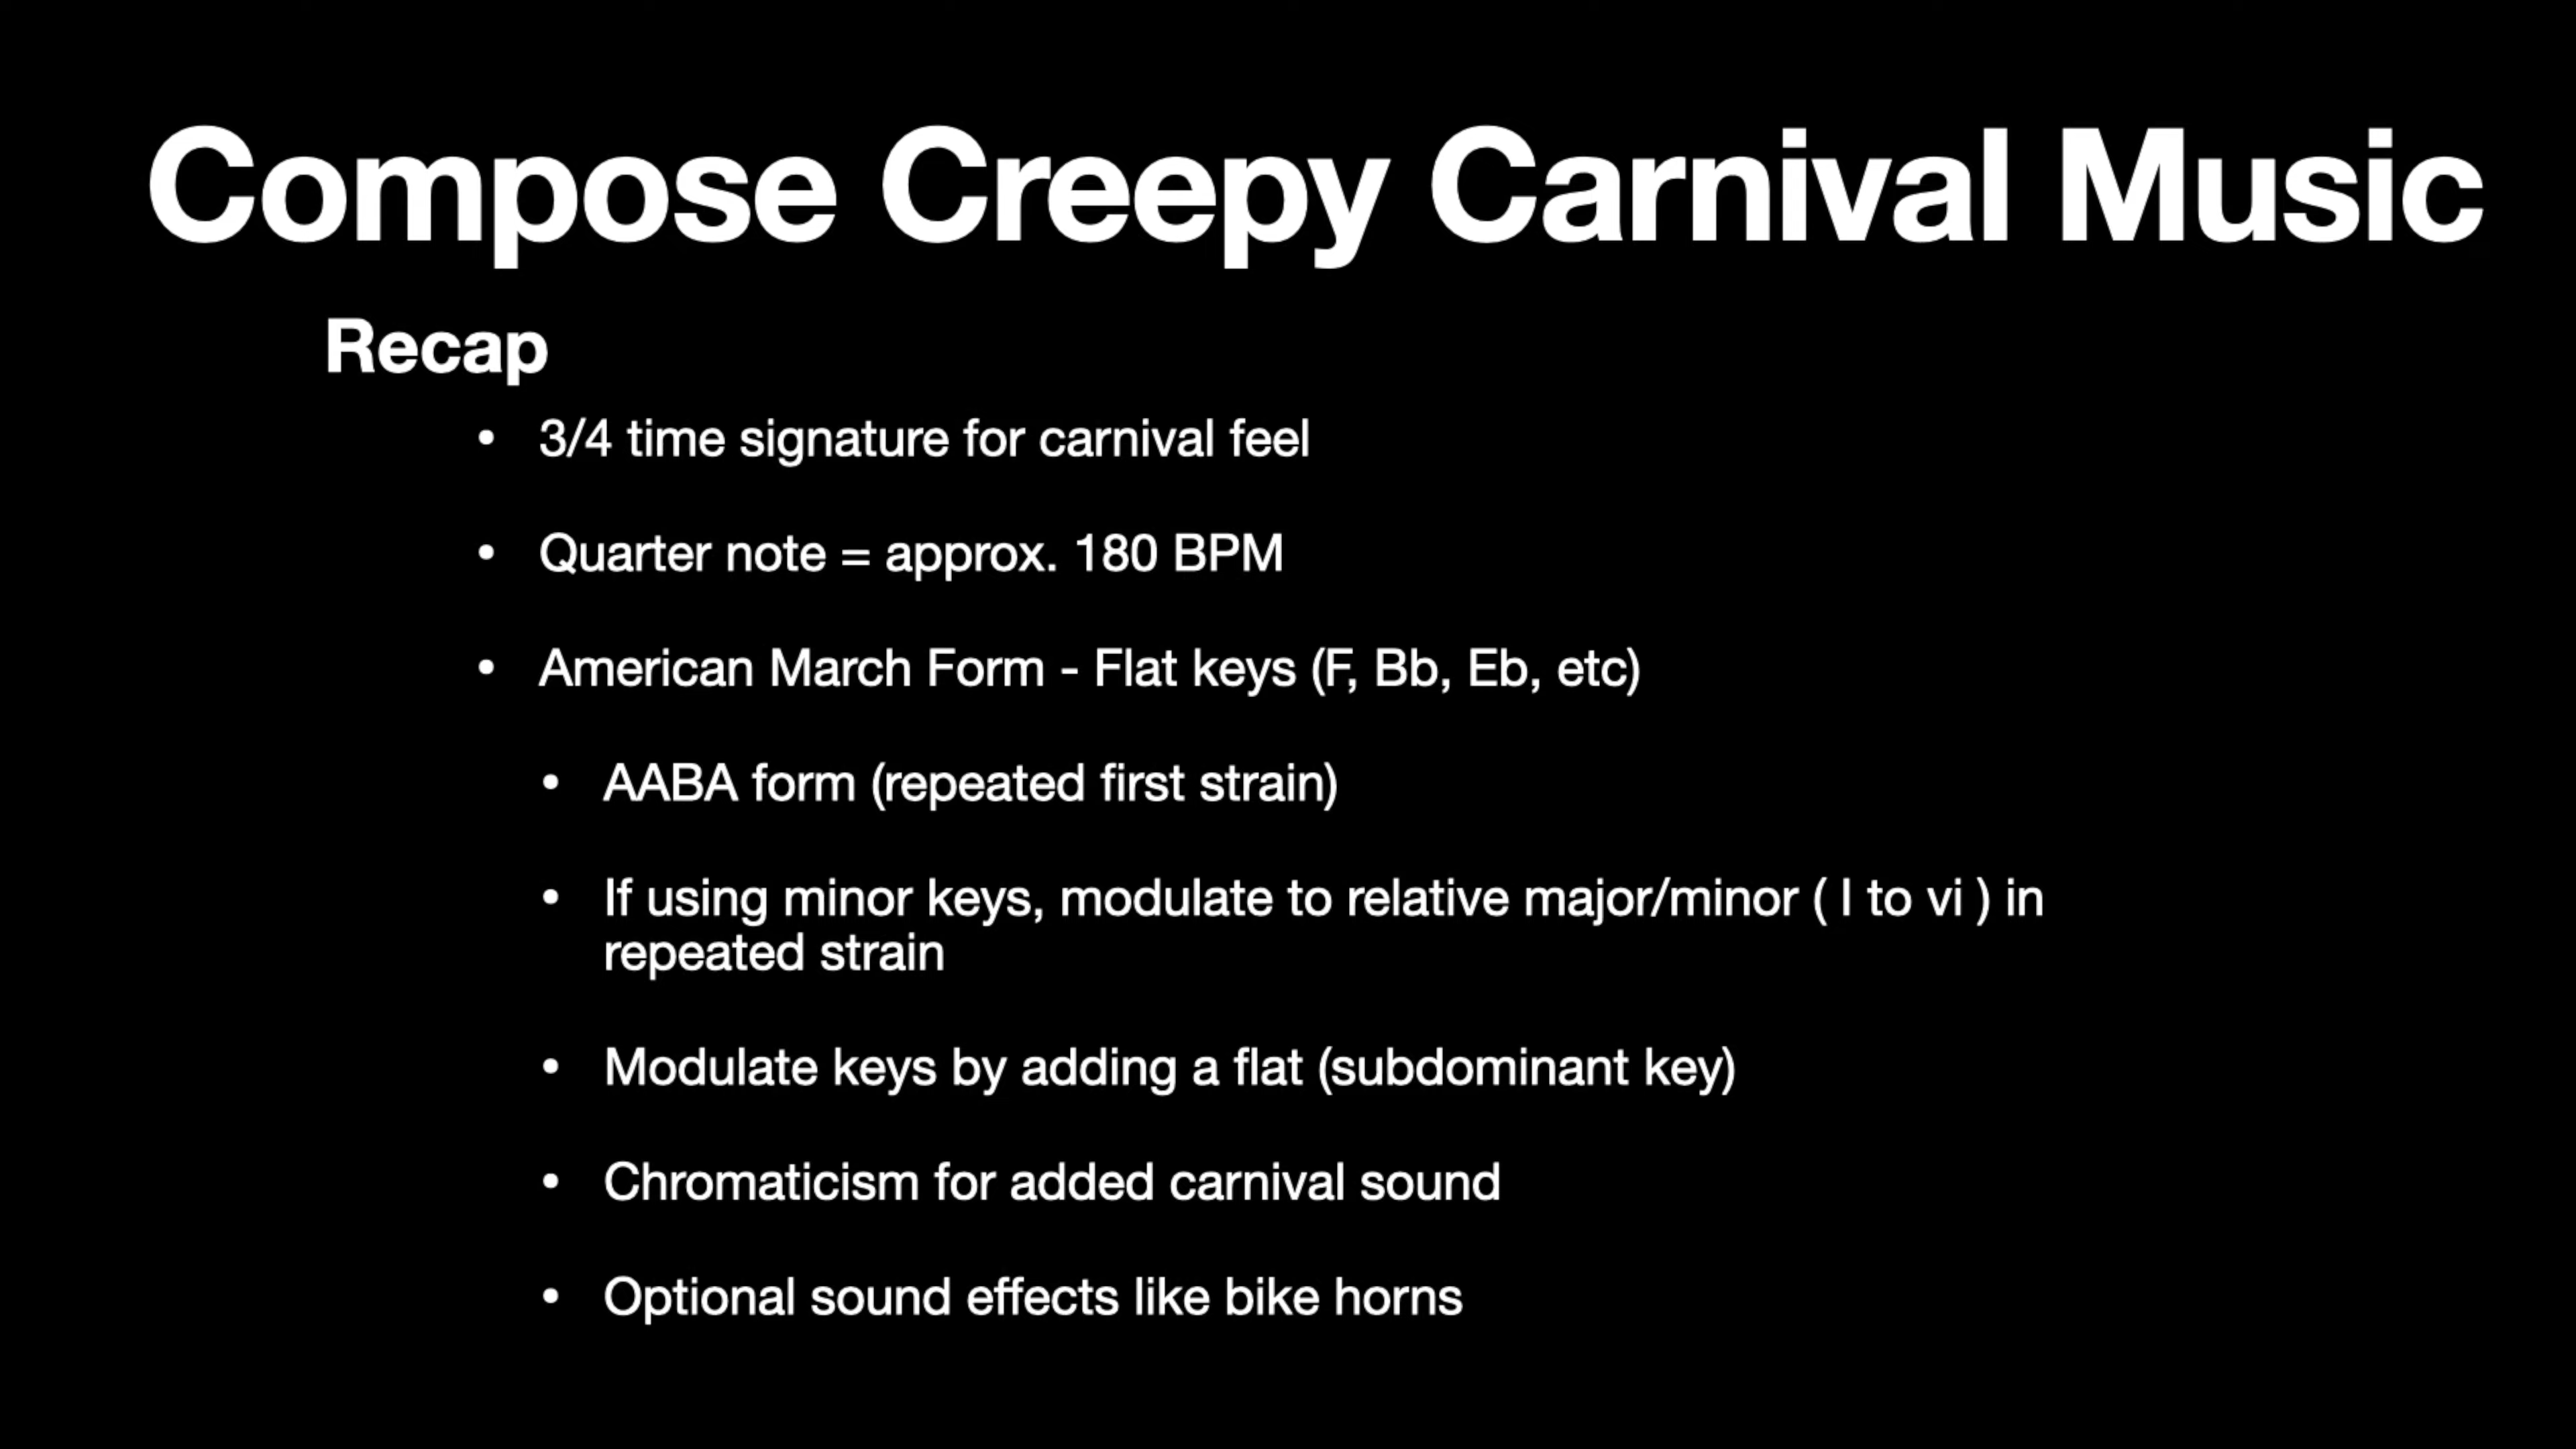 Compose Creepy Carnival Music
Recap
• 3/4 time signature for carnival feel
• Quarter note = approx. 180 BPM
• American March Form - Flat keys (F, Bb, Eb, etc)
• AABA form (repeated first strain)
• If using minor keys, modulate to relative major/minor ( I to vi ) in
repeated strain
• Modulate keys by adding a flat (subdominant key)
• Chromaticism for added carnival sound
• Optional sound effects like bike horns